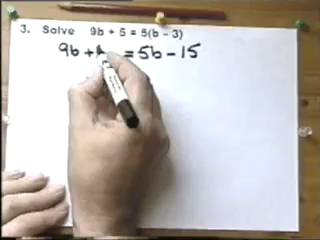 3. Solve 9b + 5 = 5(b - 3)
9b + = 5b - 15